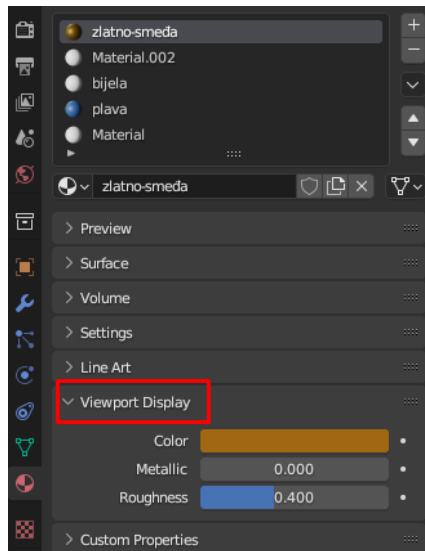 zlatno-smeđa
Material.002
bijela
plava
Material
zlatno-smeđa
Preview
Surface
Volume
Settings
Line Art
Viewport Display
Color
Metallic 0.000
Roughness 0.400
Custom Properties